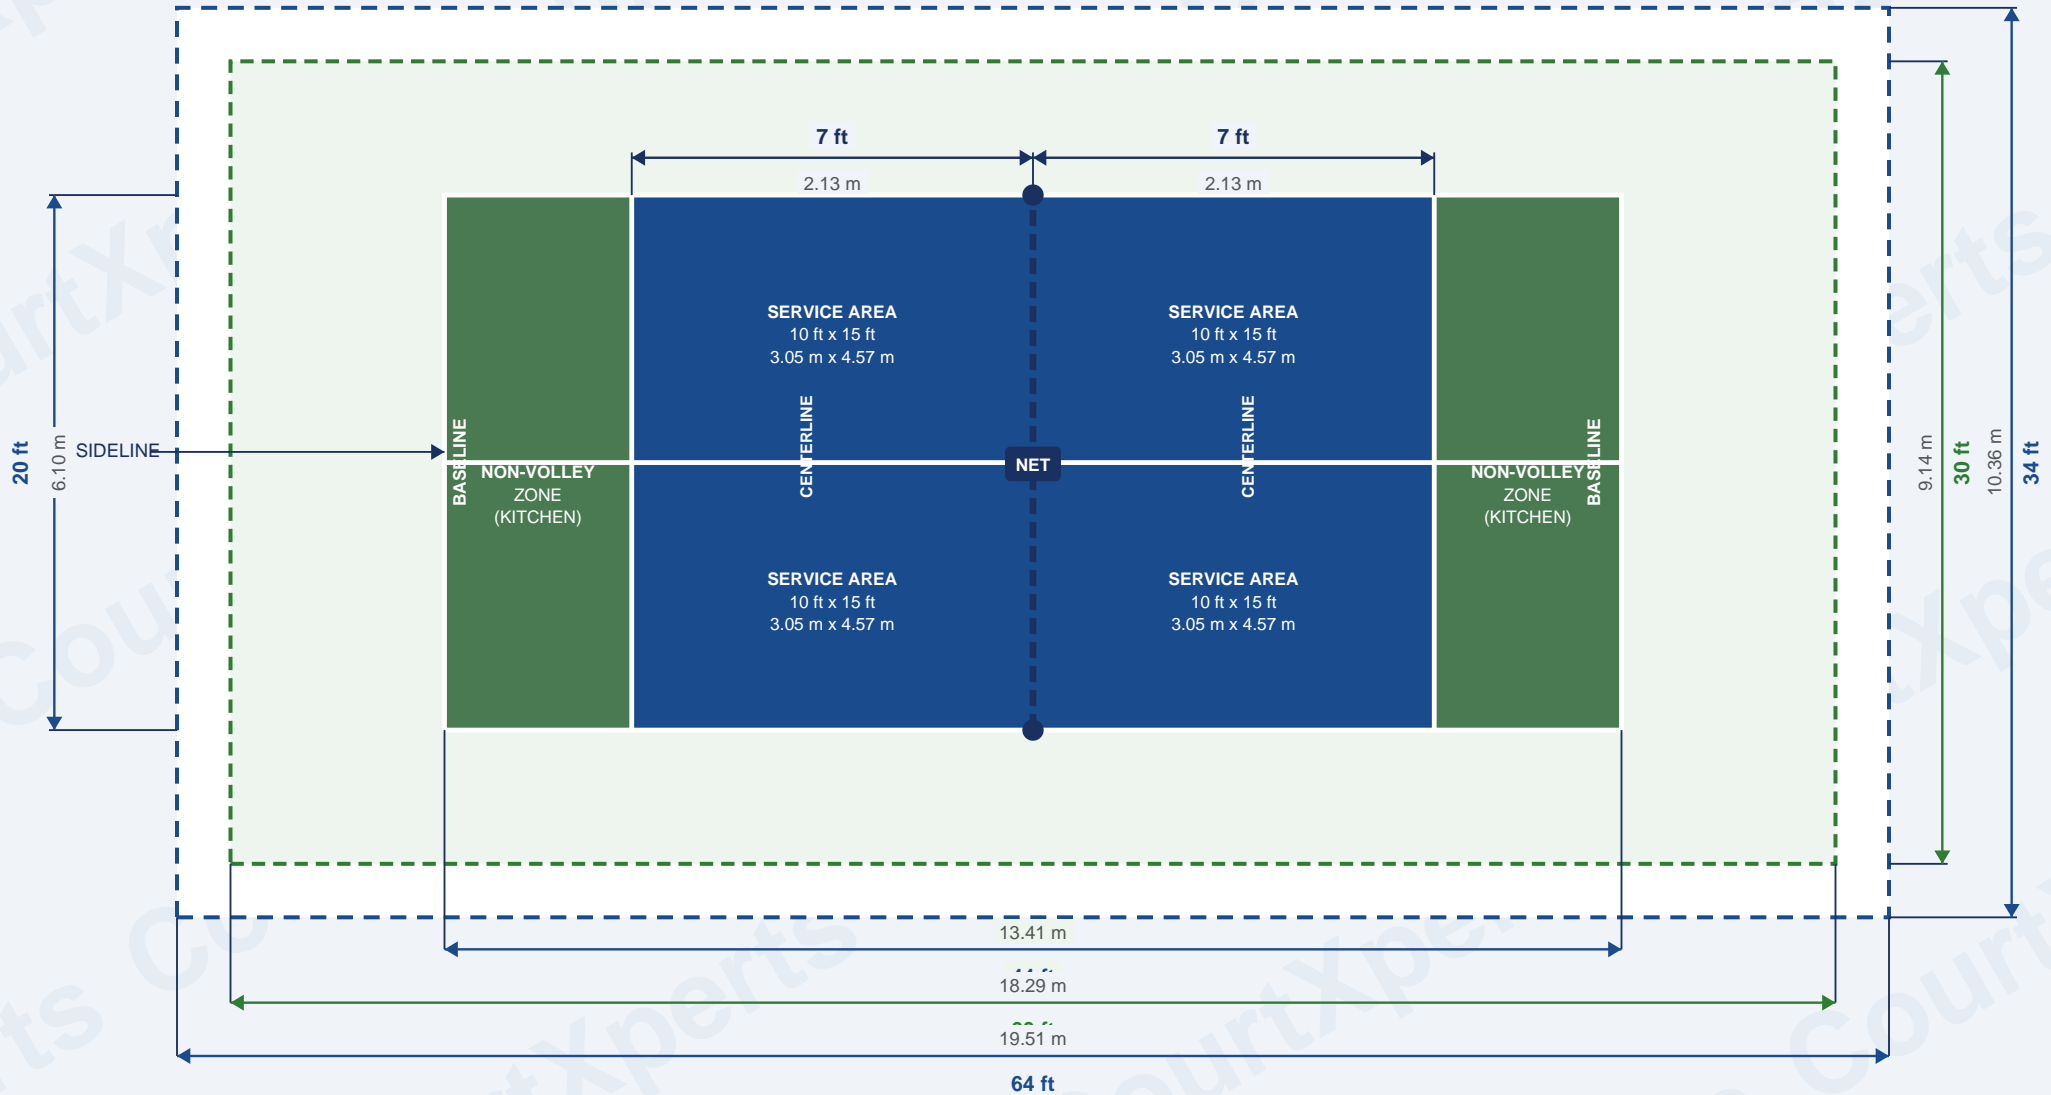 7 ft
7 ft
2.13 m
2.13 m
SERVICE AREA
10 ft x 15 ft
3.05 m x 4.57 m
SERVICE AREA
10 ft x 15 ft
3.05 m x 4.57 m
20 ft
6.10 m
SIDELINE
BASELINE
NON-VOLLEY
ZONE
(KITCHEN)
CENTERLINE
NET
CENTERLINE
NON-VOLLEY
ZONE
(KITCHEN)
BASELINE
9.14 m
30 ft
10.36 m
34 ft
SERVICE AREA
10 ft x 15 ft
3.05 m x 4.57 m
SERVICE AREA
10 ft x 15 ft
3.05 m x 4.57 m
13.41 m
18.29 m
19.51 m
64 ft
CourtXperts